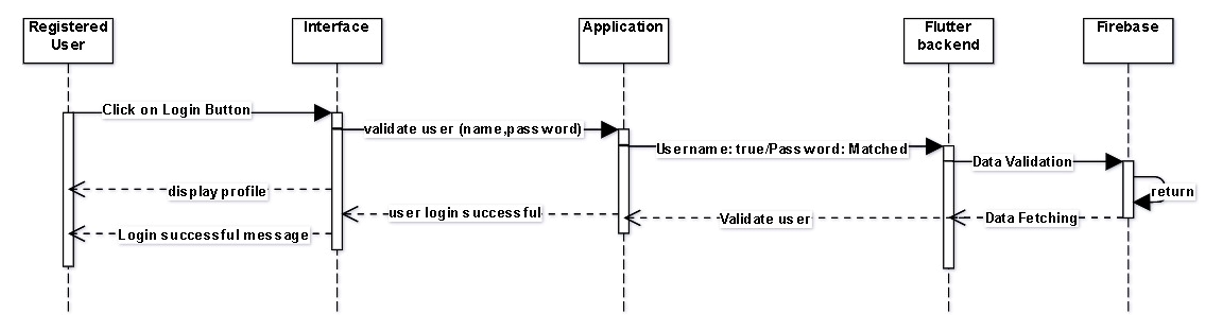 Registered
User
Interface
Application
Flutter
backend
Firebase
Click on Login Button
validate user (name,password)
Username: true/Password: Matched
Data Validation
return
display profile
user login successful
Validate user
Data Fetching
Login successful message